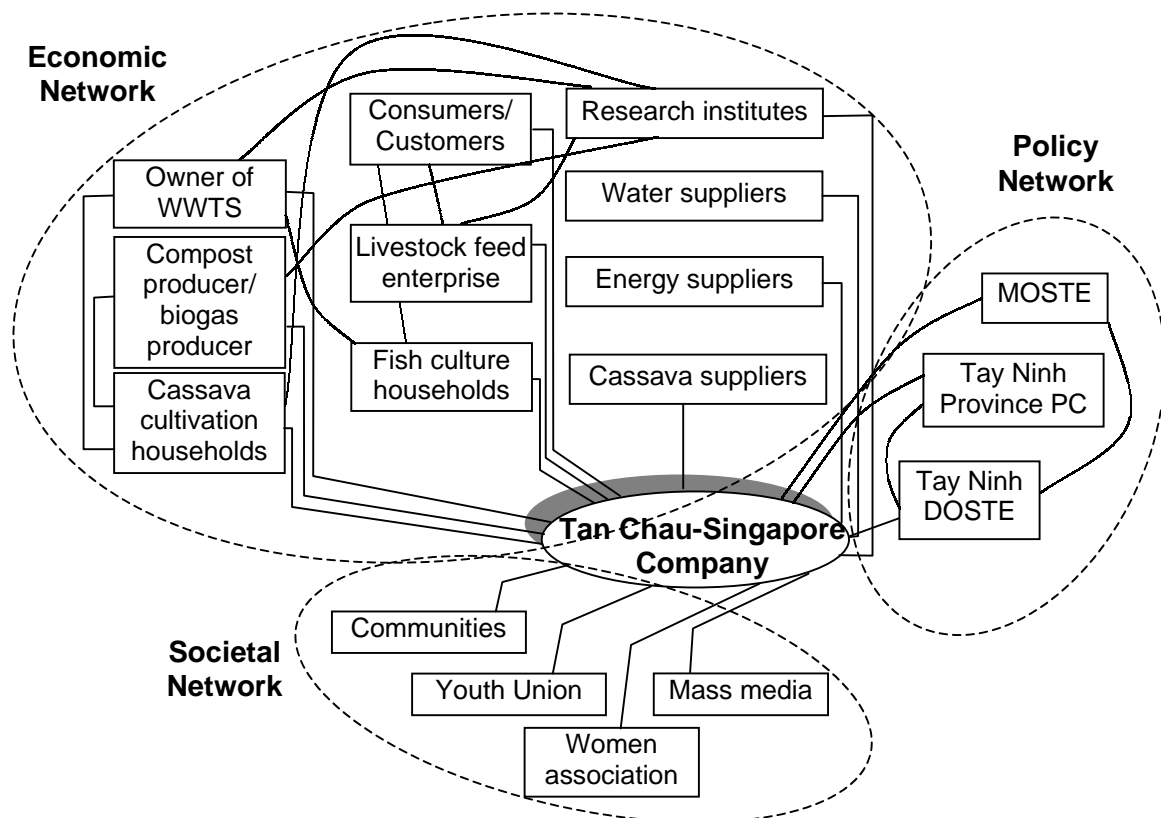 Economic
Network
Consumers/
Customers
Research institutes
Policy
Network
Owner of
WWTS
Water suppliers
Compost
producer/
biogas
producer
Livestock feed
enterprise
Energy suppliers
MOSTE
Cassava
cultivation
households
Fish culture
households
Cassava suppliers
Tay Ninh
Province PC
Tay Ninh
DOSTE
Tan Chau-Singapore
Company
Communities
Societal
Network
Youth Union
Mass media
Women
association